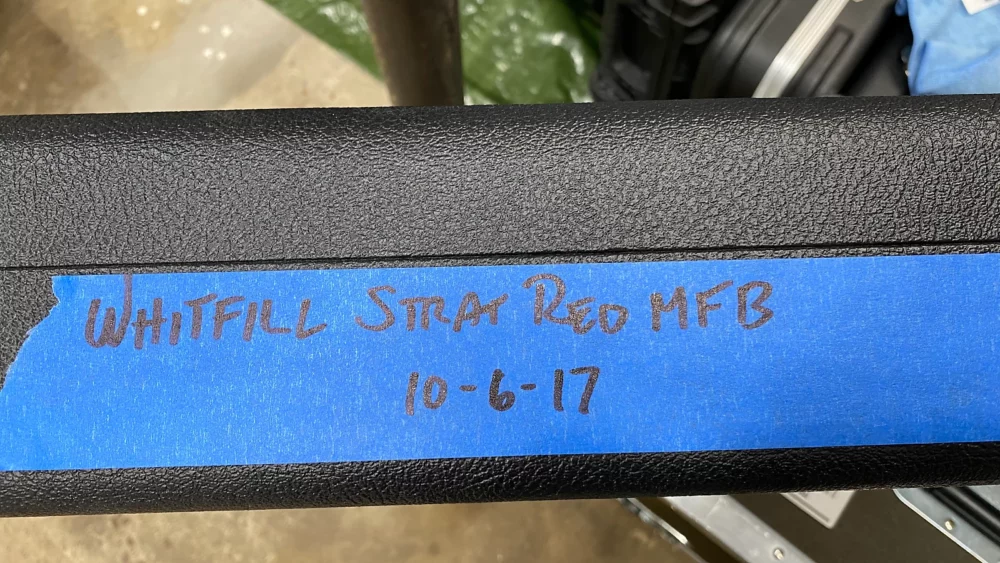 WHITFILL STRAT RED MFB
10-6-17